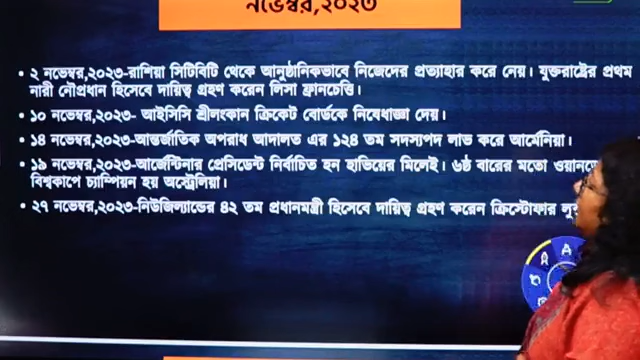 নভেম্বর,২০২৩
• ২ নভেম্বর,২০২৩-রাশিয়া সিটিবিটি থেকে আনুষ্ঠানিকভাবে নিজেদের প্রত্যাহার করে নেয়। যুক্তরাষ্ট্রের প্রথম
নারী নৌপ্রধান হিসেবে দায়িত্ব গ্রহণ করেন লিসা ফ্রানচেত্তি।
• ১০ নভেম্বর,২০২৩- আইসিসি শ্রীলংকান ক্রিকেট বোর্ডকে নিষেধাজ্ঞা দেয়।
• ১৪ নভেম্বর,২০২৩-আন্তর্জাতিক অপরাধ আদালত এর ১২৪ তম সদস্যপদ লাভ করে আর্মেনিয়া।
• ১৯ নভেম্বর,২০২৩-আর্জেন্টিনার প্রেসিডেন্ট নির্বাচিত হন হাভিয়ের মিলেই। ৬ষ্ঠ বারের মতো
বিশ্বকাপে চ্যাম্পিয়ন হয় অস্ট্রেলিয়া।
• ২৭ নভেম্বর,২০২৩-নিউজিল্যান্ডের ৪২ তম প্রধানমন্ত্রী হিসেবে দায়িত্ব গ্রহণ করেন ক্রিস্টোফার